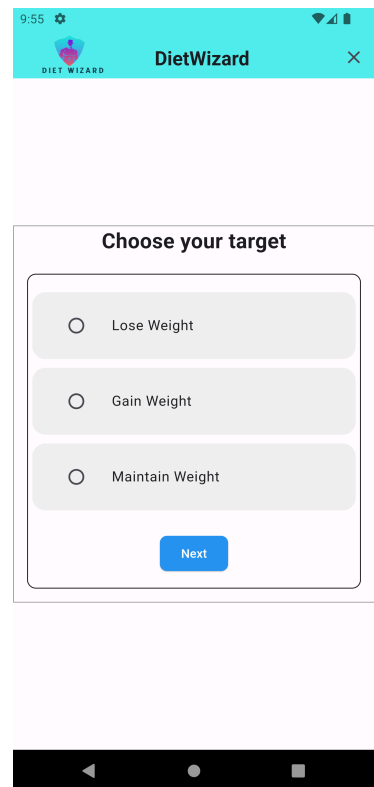 9:55
DIET WIZARD
DietWizard
Choose your target
Lose Weight
Gain Weight
Maintain Weight
Next